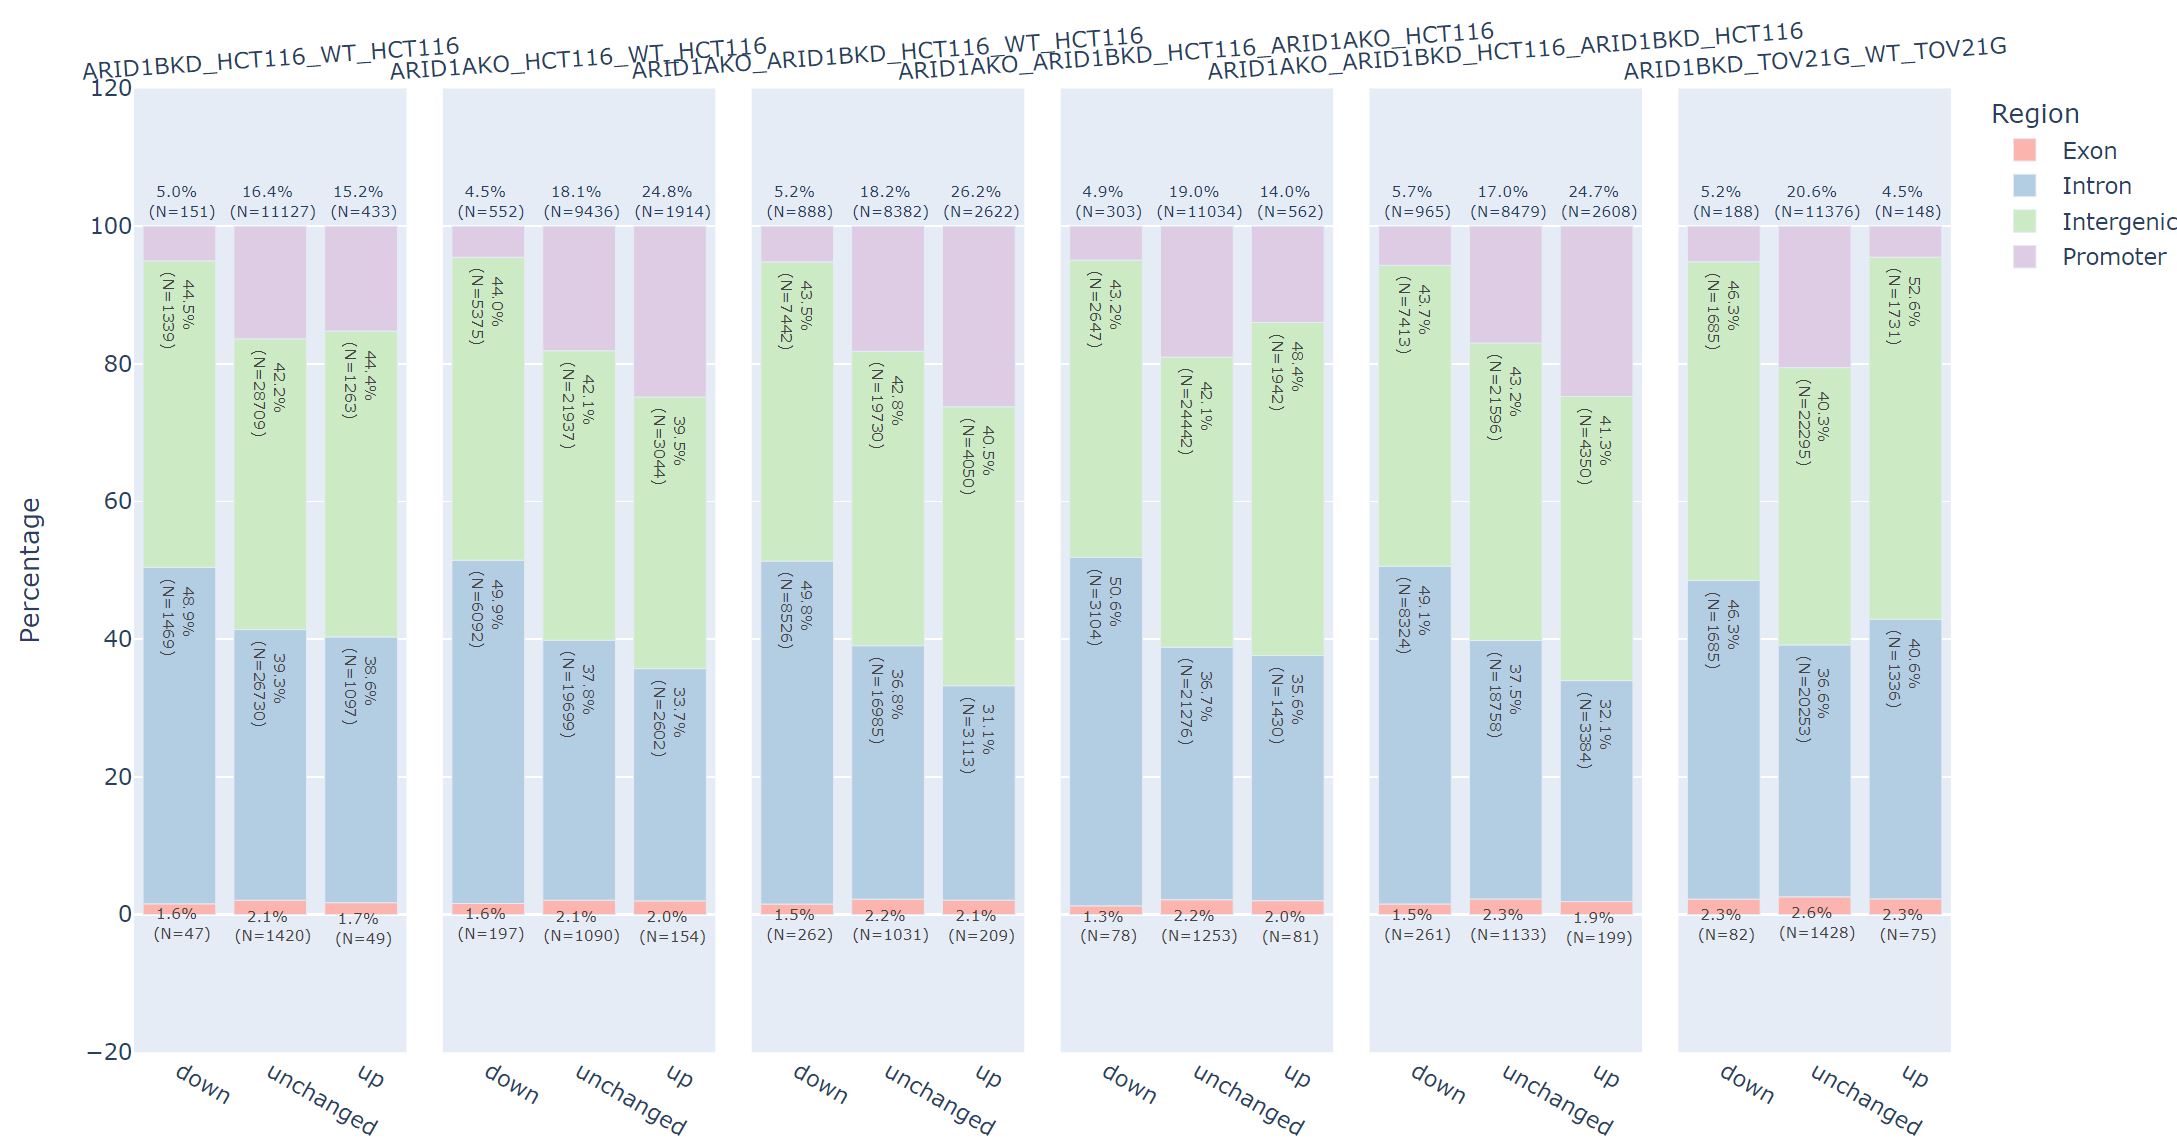 ARID1BKD_HCT116_WT_HCT116
ARID1AKO_HCT116_WT_HCT116
ARID1AKO_ARID1BKD_HCT116_WT_HCT116
ARID1AKO_ARID1BKD_HCT116_ARID1AKO_HCT116
ARID1AKO_ARID1BKD_HCT116_ARID1BKD_HCT116
ARID1BKD_TOV21G_WT_TOV21G
Percentage
120
100
80
60
40
20
0
−20
5.0%
(N=151)
44.5%
(N=1339)
48.9%
(N=1469)
1.6%
(N=47)
16.4%
(N=11127)
42.2%
(N=28709)
39.3%
(N=26730)
2.1%
(N=1420)
15.2%
(N=433)
44.4%
(N=1263)
38.6%
(N=1097)
1.7%
(N=49)
down
unchanged
up
4.5%
(N=552)
44.0%
(N=5375)
49.9%
(N=6092)
1.6%
(N=197)
18.1%
(N=9436)
42.1%
(N=21937)
37.8%
(N=19699)
2.1%
(N=1090)
24.8%
(N=1914)
39.5%
(N=3044)
33.7%
(N=2602)
2.0%
(N=154)
down
unchanged
up
5.2%
(N=888)
43.5%
(N=7442)
49.8%
(N=8526)
1.5%
(N=262)
18.2%
(N=8382)
42.8%
(N=19730)
36.8%
(N=16985)
2.2%
(N=1031)
26.2%
(N=2622)
40.5%
(N=4050)
31.1%
(N=3113)
2.1%
(N=209)
down
unchanged
up
4.9%
(N=303)
43.2%
(N=2647)
50.6%
(N=3104)
1.3%
(N=78)
19.0%
(N=11034)
42.1%
(N=24442)
36.7%
(N=21276)
2.2%
(N=1253)
14.0%
(N=562)
48.4%
(N=1942)
35.6%
(N=1430)
2.0%
(N=81)
down
unchanged
up
5.7%
(N=965)
43.7%
(N=7413)
49.1%
(N=8324)
1.5%
(N=261)
17.0%
(N=8479)
43.2%
(N=21596)
37.5%
(N=18758)
2.3%
(N=1133)
24.7%
(N=2608)
41.3%
(N=4350)
32.1%
(N=3384)
1.9%
(N=199)
down
unchanged
up
5.2%
(N=188)
46.3%
(N=1685)
46.3%
(N=1685)
2.3%
(N=82)
20.6%
(N=11376)
40.3%
(N=22295)
36.6%
(N=20253)
2.6%
(N=1428)
4.5%
(N=148)
52.6%
(N=1731)
40.6%
(N=1336)
2.3%
(N=75)
down
unchanged
up
Region
Exon
Intron
Intergenic
Promoter